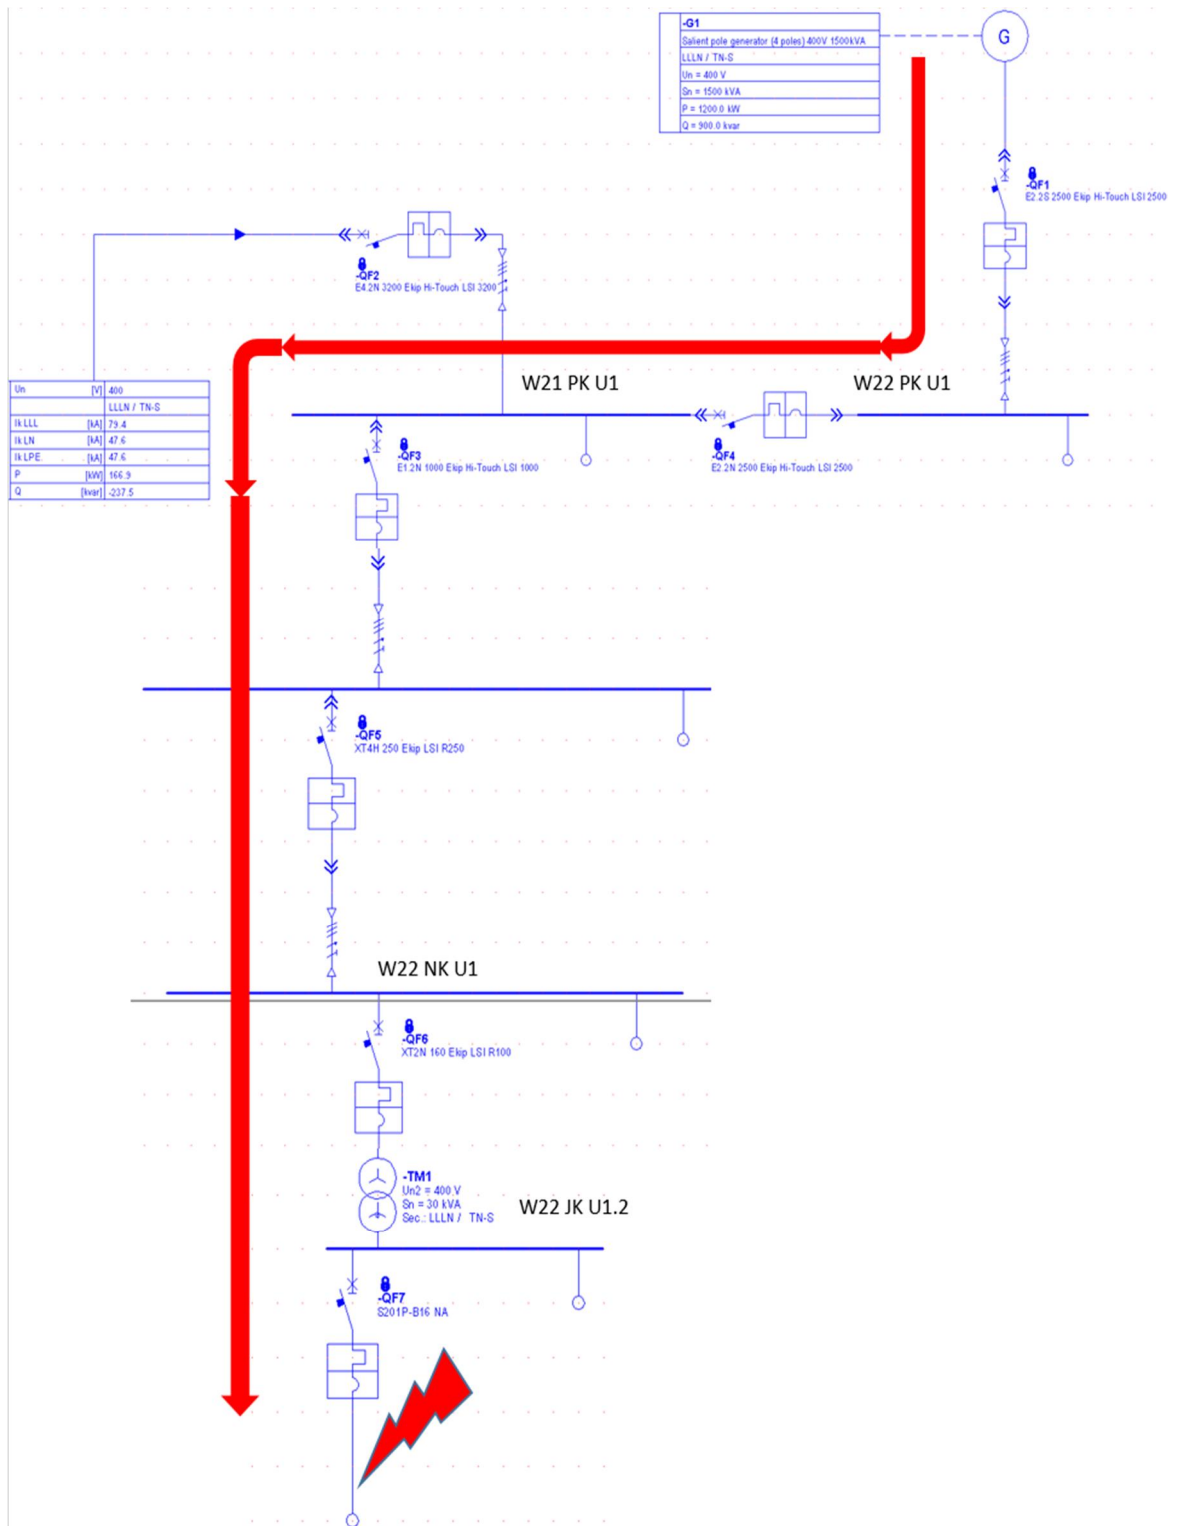 -G1
Salient pole generator (4 poles) 400V 1500kVA
LLLN / TN-S
Un = 400 V
Sn = 1500 kVA
P = 1200.0 kW
Q = 900.0 kvar
G
-QF1
E2.2S 2500 Ekip Hi-Touch LSI 2500
-QF2
E4.2N 3200 Ekip Hi-Touch LSI 3200
W21 PK U1
W22 PK U1
Un [V] 400
LLLN / TN-S
Ik LLL [kA] 79.4
Ik LN [kA] 47.6
Ik LPE [kA] 47.6
P [kW] 166.9
Q [kvar] -237.5
-QF3
E1.2N 1000 Ekip Hi-Touch LSI 1000
-QF4
E2.2N 2500 Ekip Hi-Touch LSI 2500
-QF5
XT4H 250 Ekip LSI R250
W22 NK U1
-QF6
XT2N 160 Ekip LSI R100
-TM1
Un2 = 400 V
Sn = 30 kVA
Sec.: LLLN / TN-S
W22 JK U1.2
-QF7
S201P-B16 NA